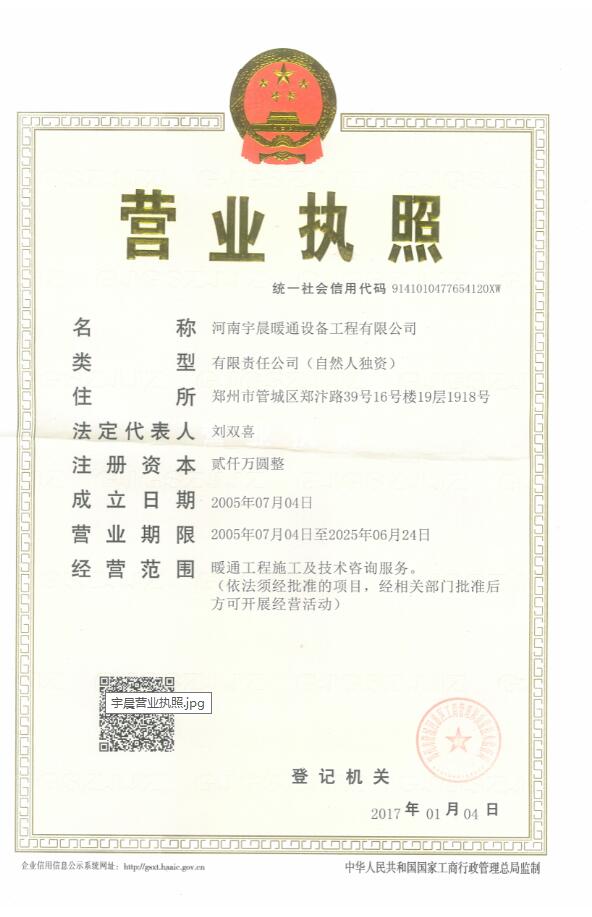 营业执照
统一社会信用代码 9141010477654120XW
名称 河南宇晨暖通设备工程有限公司
类型 有限责任公司（自然人独资）
住所 郑州市管城区郑汴路39号16号楼19层1918号
法定代表人 刘双喜
注册资本 贰仟万圆整
成立日期 2005年07月04日
营业期限 2005年07月04日至2025年06月24日
经营范围 暖通工程施工及技术咨询服务。
（依法须经批准的项目，经相关部门批准后
方可开展经营活动）
宇晨营业执照.jpg
登记机关
2017年01月04日
企业信用信息公示系统网址：http://gsxt.haaic.gov.cn
中华人民共和国国家工商行政管理总局监制